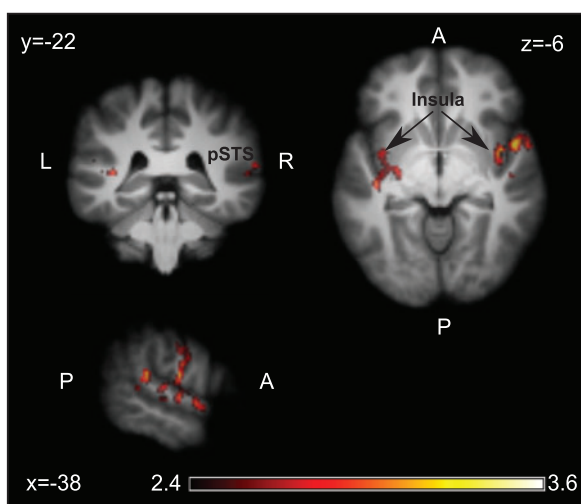 y=-22
A
z=-6
Insula
pSTS
L
R
P
P
A
x=-38
2.4
3.6